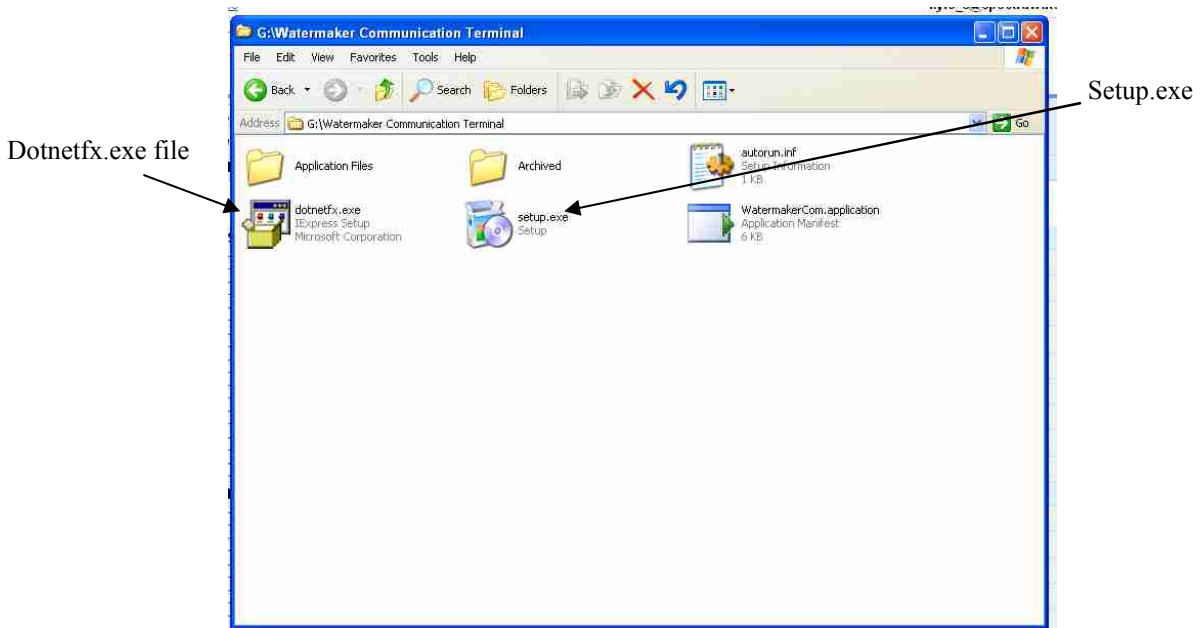 G:\Watermaker Communication Terminal
File Edit View Favorites Tools Help
Back Search Folders
Address G:\Watermaker Communication Terminal Go
Setup.exe
Dotnetfx.exe file
Application Files
Archived
autorun.inf
Setup Information
1 KB
dotnetfx.exe
IExpress Setup
Microsoft Corporation
setup.exe
Setup
WatermakerCom.application
Application Manifest
6 KB